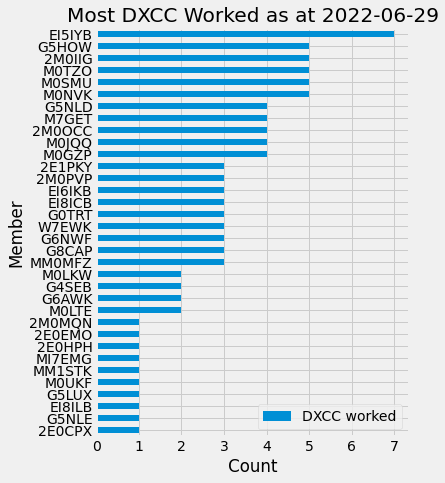 Most DXCC Worked as at 2022-06-29
EI5IYB
G5HOW
2M0IIG
M0TZO
M0SMU
M0NVK
G5NLD
M7GET
2M0OCC
M0JQQ
M0GZP
2E1PKY
2M0PVP
EI6IKB
EI8ICB
G0TRT
W7EWK
G6NWF
G8CAP
MM0MFZ
M0LKW
G4SEB
G6AWK
M0LTE
2M0MQN
2E0EMO
2E0HPH
MI7EMG
MM1STK
M0UKF
G5LUX
EI8ILB
G5NLE
2E0CPX
Member
DXCC worked
0 1 2 3 4 5 6 7
Count